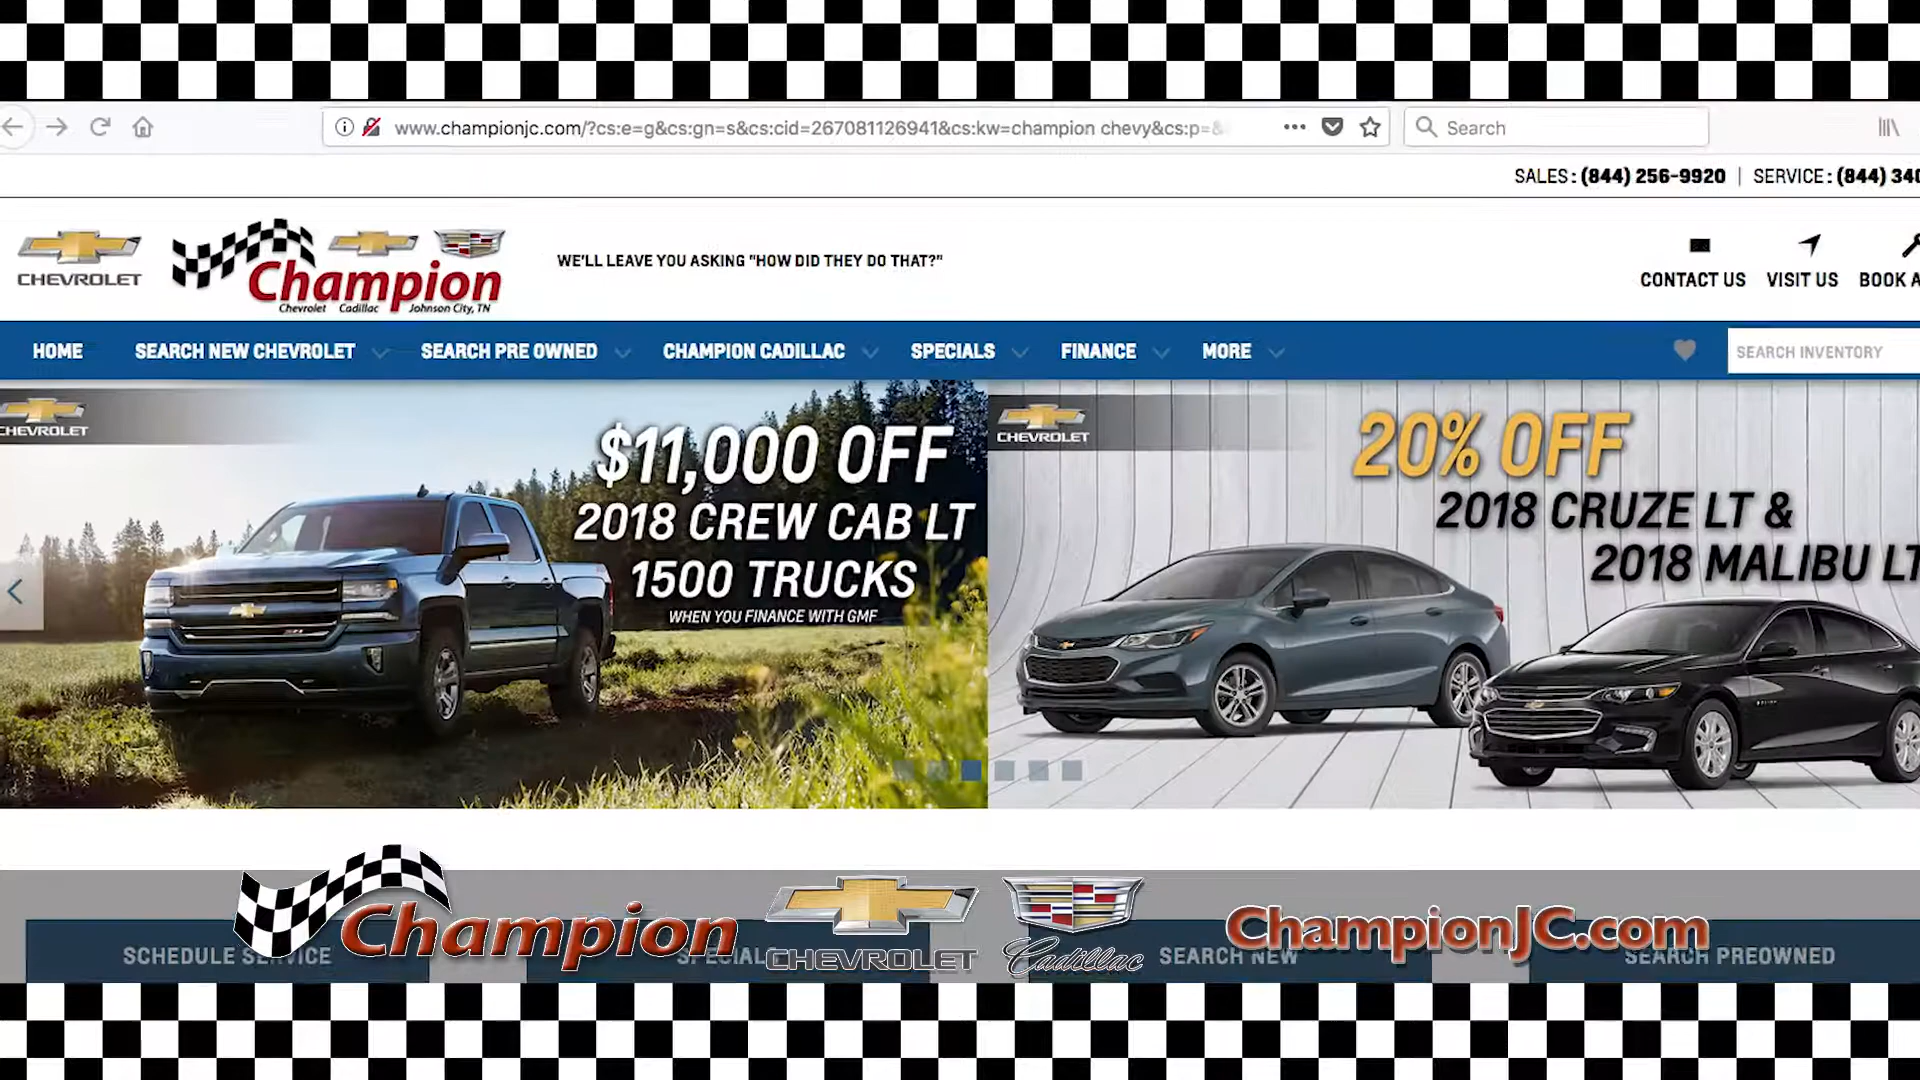 www.championjc.com/?cs:e=g&cs:gn=s&cs:cid=267081126941&cs:kw=champion chevy&cs:p=&
Search
SALES : (844) 256-9920 | SERVICE : (844) 340
CHEVROLET
Champion
Chevrolet Cadillac Johnson City, TN
WE'LL LEAVE YOU ASKING "HOW DID THEY DO THAT?"
CONTACT US VISIT US BOOK A
HOME SEARCH NEW CHEVROLET SEARCH PRE OWNED CHAMPION CADILLAC SPECIALS FINANCE MORE
SEARCH INVENTORY
CHEVROLET
$11,000 OFF
2018 CREW CAB LT
1500 TRUCKS
WHEN YOU FINANCE WITH GMF
CHEVROLET
20% OFF
2018 CRUZE LT &
2018 MALIBU LT
Champion
CHEVROLET
Cadillac
ChampionJC.com
SCHEDULE SERVICE
SPECIALS
SEARCH NEW
SEARCH PREOWNED